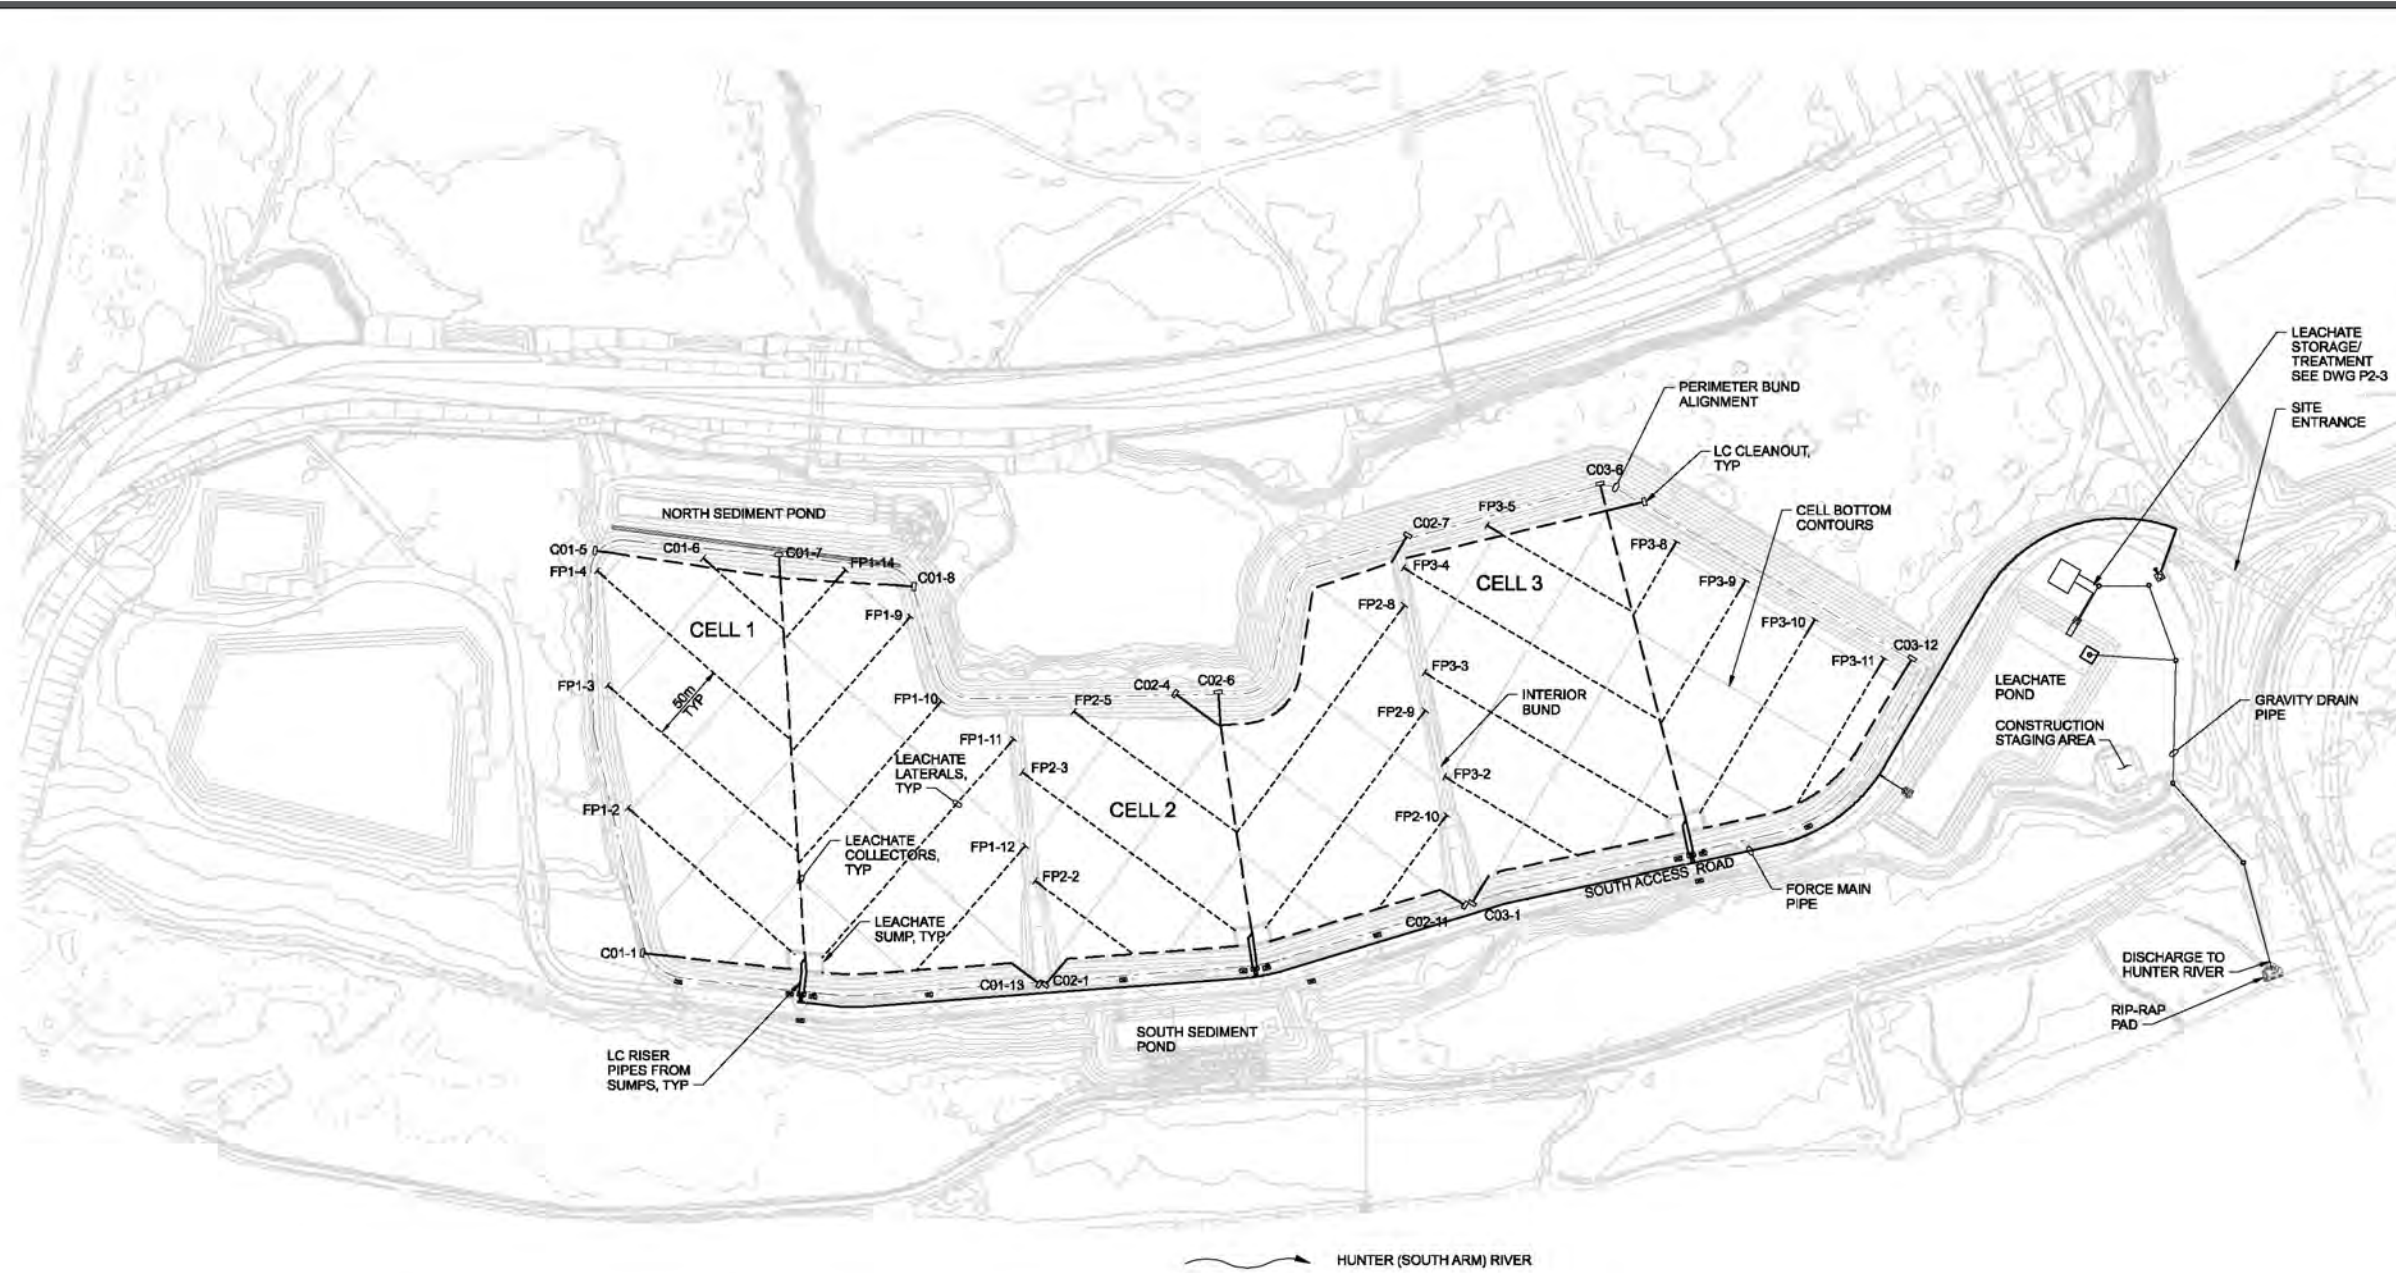 LEACHATE
STORAGE/
TREATMENT
SEE DWG P2-3
SITE
ENTRANCE
PERIMETER BUND
ALIGNMENT
LC CLEANOUT,
TYP
C03-6
CELL BOTTOM
CONTOURS
NORTH SEDIMENT POND
FP3-5
C02-7
C01-5
C01-6
C01-7
FP1-14
FP1-4
C01-8
FP3-8
FP3-4
CELL 3
FP3-9
FP2-8
FP1-9
CELL 1
FP3-10
C03-12
FP3-11
FP3-3
FP1-3
50m
TYP
C02-4
C02-6
LEACHATE
POND
FP1-10
FP2-5
INTERIOR
BUND
FP2-9
GRAVITY DRAIN
PIPE
CONSTRUCTION
STAGING AREA
FP1-11
LEACHATE
LATERALS,
TYP
FP2-3
FP3-2
FP1-2
CELL 2
FP2-10
LEACHATE
COLLECTORS,
TYP
FP1-12
FP2-2
SOUTH ACCESS ROAD
FORCE MAIN
PIPE
LEACHATE
SUMP, TYP
C02-11
C03-1
C01-1
DISCHARGE TO
HUNTER RIVER
C01-13
C02-1
RIP-RAP
PAD
SOUTH SEDIMENT
POND
LC RISER
PIPES FROM
SUMPS, TYP
HUNTER (SOUTH ARM) RIVER